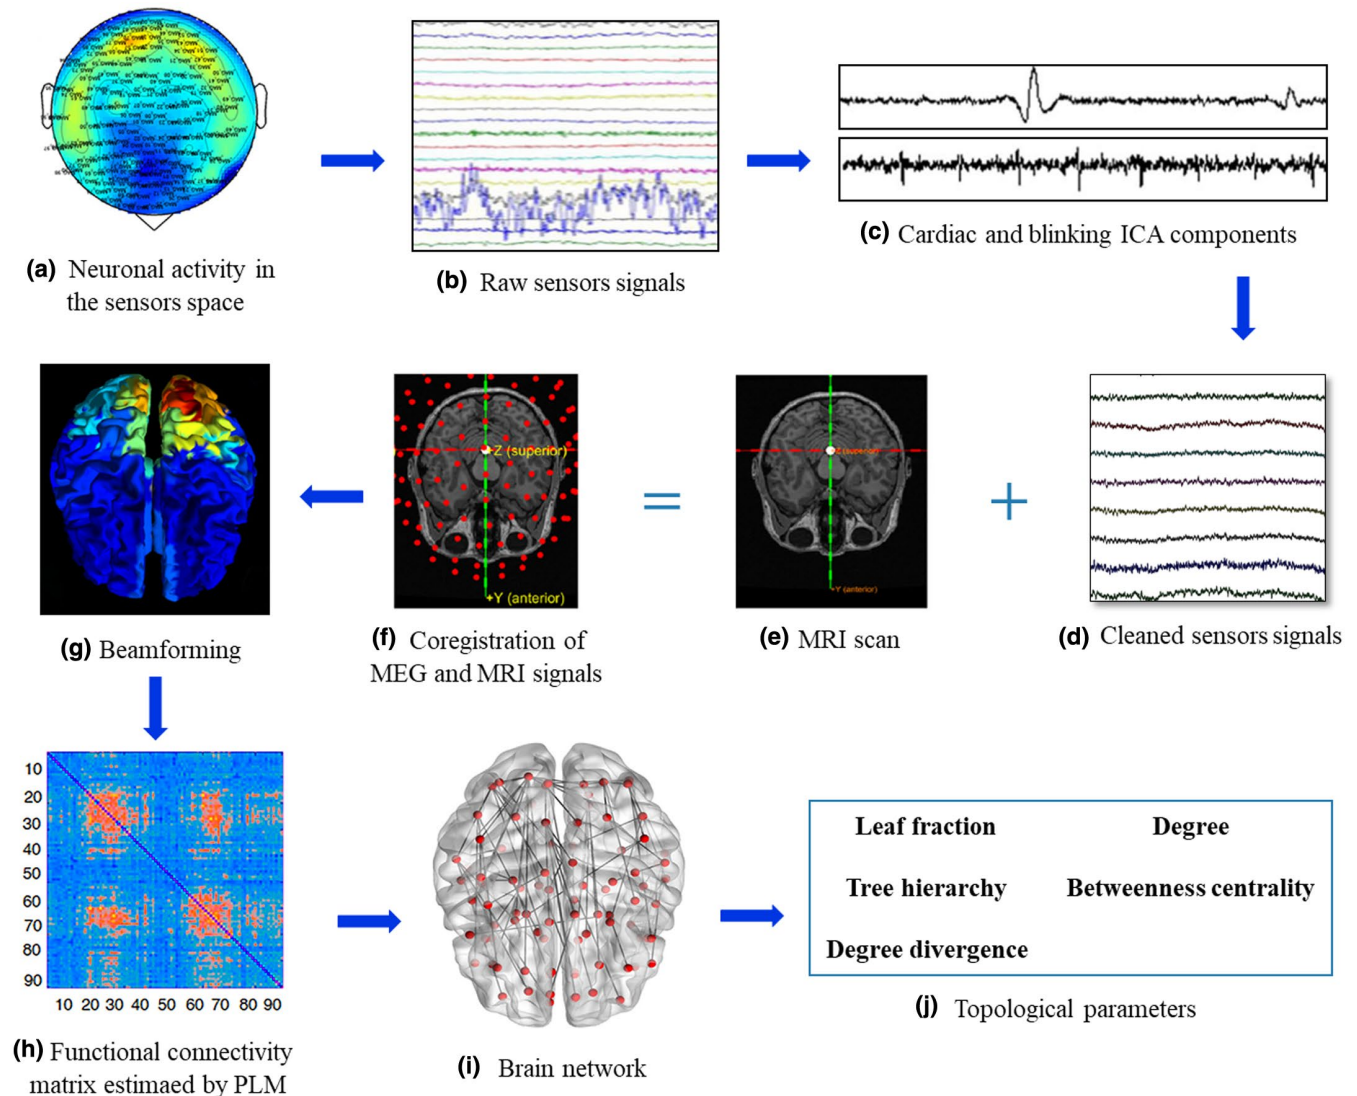 (a) Neuronal activity in
the sensors space
(b) Raw sensors signals
(c) Cardiac and blinking ICA components
(g) Beamforming
+Z (superior)
+Y (anterior)
(f) Coregistration of
MEG and MRI signals
=
+Z (superior)
+Y (anterior)
(e) MRI scan
+
(d) Cleaned sensors signals
10
20
30
40
50
60
70
80
90
10 20 30 40 50 60 70 80 90
(h) Functional connectivity
matrix estimaed by PLM
(i) Brain network
Leaf fraction Degree
Tree hierarchy Betweenness centrality
Degree divergence
(j) Topological parameters